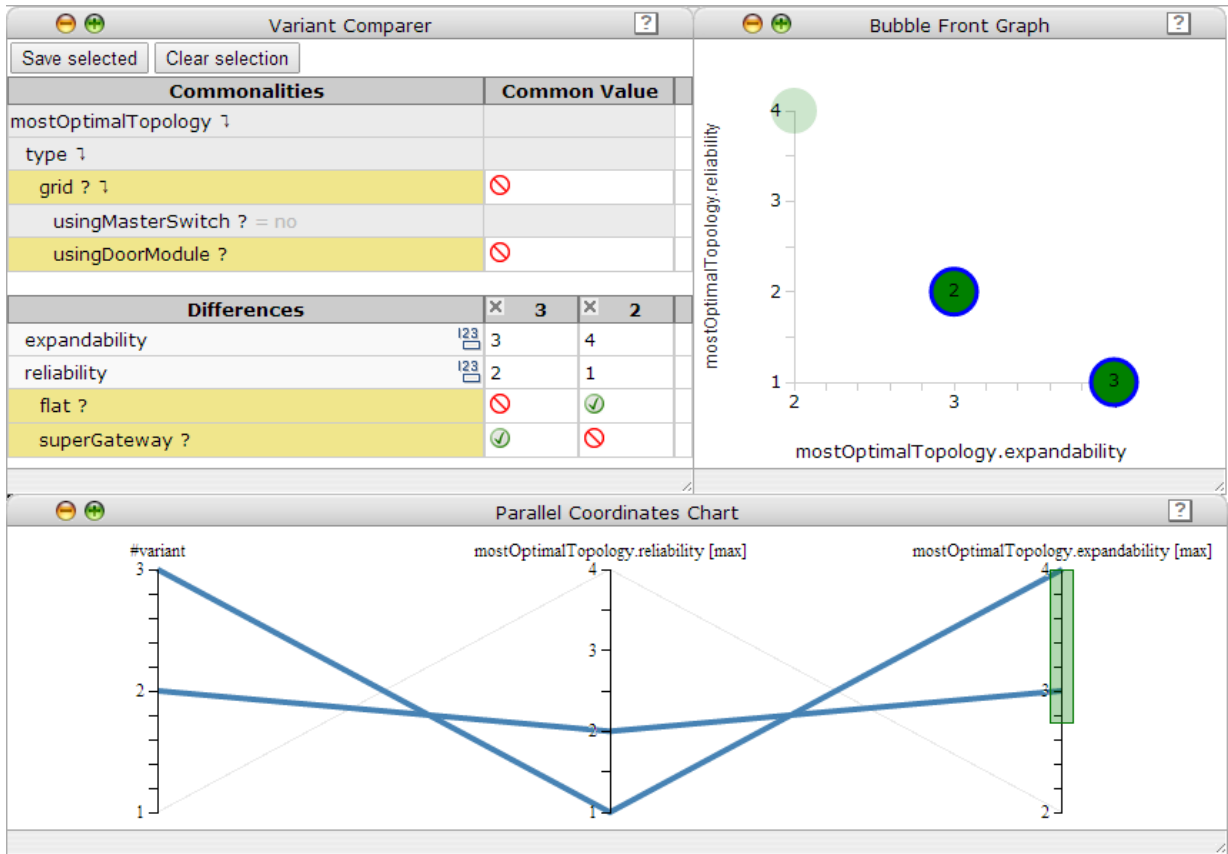 Variant Comparer ?
Save selected Clear selection
Commonalities Common Value
mostOptimalTopology ↴
type ↴
grid ? ↴
usingMasterSwitch ? = no
usingDoorModule ?
Differences 3 2
expandability 123 3 4
reliability 123 2 1
flat ?
superGateway ?
Bubble Front Graph ?
mostOptimalTopology.reliability
4
3
2 2
1 3
2 3
mostOptimalTopology.expandability
Parallel Coordinates Chart ?
#variant mostOptimalTopology.reliability [max] mostOptimalTopology.expandability [max]
3 4 4
3
2 2 3
1 1 2